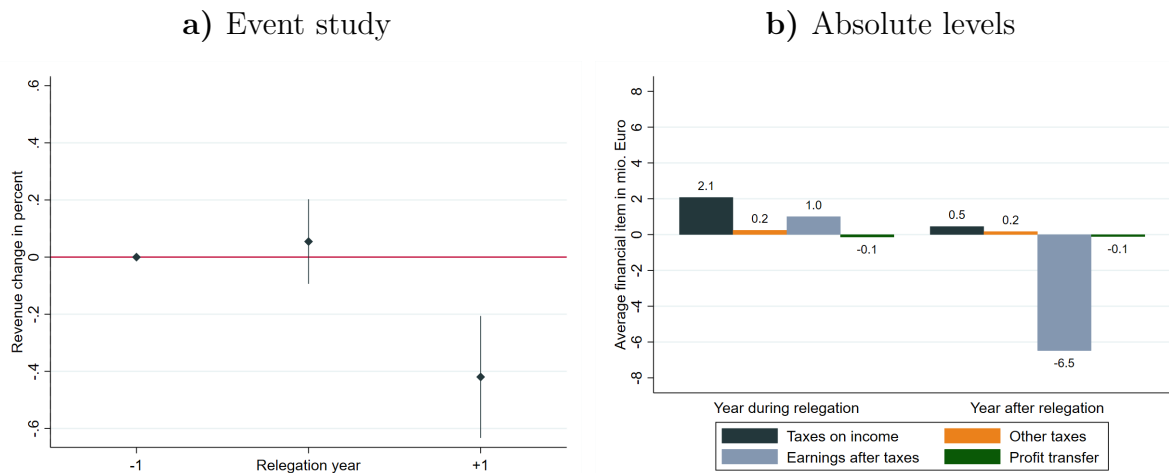 a) Event study
Revenue change in percent
.6
.4
.2
0
-.2
-.4
-.6
-1
Relegation year
+1
b) Absolute levels
Average financial item in mio. Euro
8
6
4
2
0
-2
-4
-6
-8
2.1
0.2
1.0
-0.1
0.5
0.2
-6.5
-0.1
Year during relegation
Year after relegation
Taxes on income
Other taxes
Earnings after taxes
Profit transfer